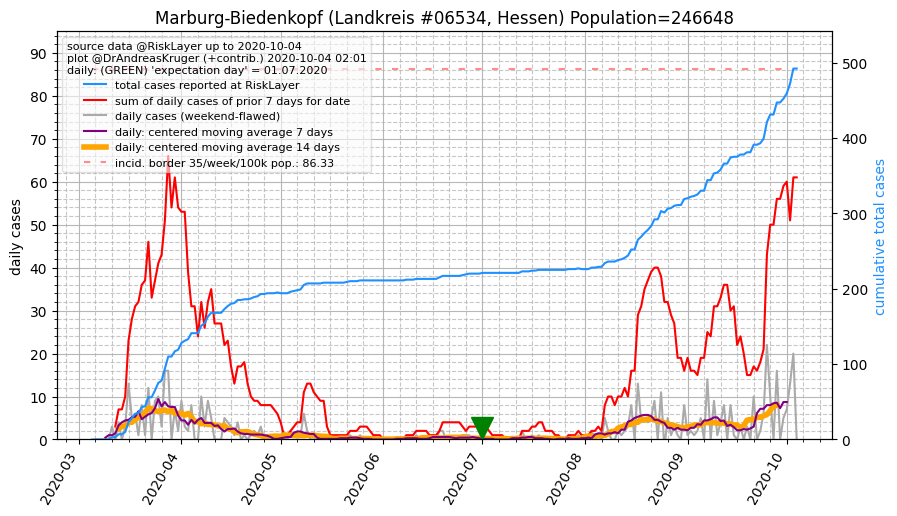 Marburg-Biedenkopf (Landkreis #06534, Hessen) Population=246648
source data @RiskLayer up to 2020-10-04
plot @DrAndreasKruger (+contrib.) 2020-10-04 02:01
daily: (GREEN) 'expectation day' = 01.07.2020
total cases reported at RiskLayer
sum of daily cases of prior 7 days for date
daily cases (weekend-flawed)
daily: centered moving average 7 days
daily: centered moving average 14 days
incid. border 35/week/100k pop.: 86.33
daily cases
90
80
70
60
50
40
30
20
10
0
500
400
300
200
100
0
cumulative total cases
2020-03
2020-04
2020-05
2020-06
2020-07
2020-08
2020-09
2020-10